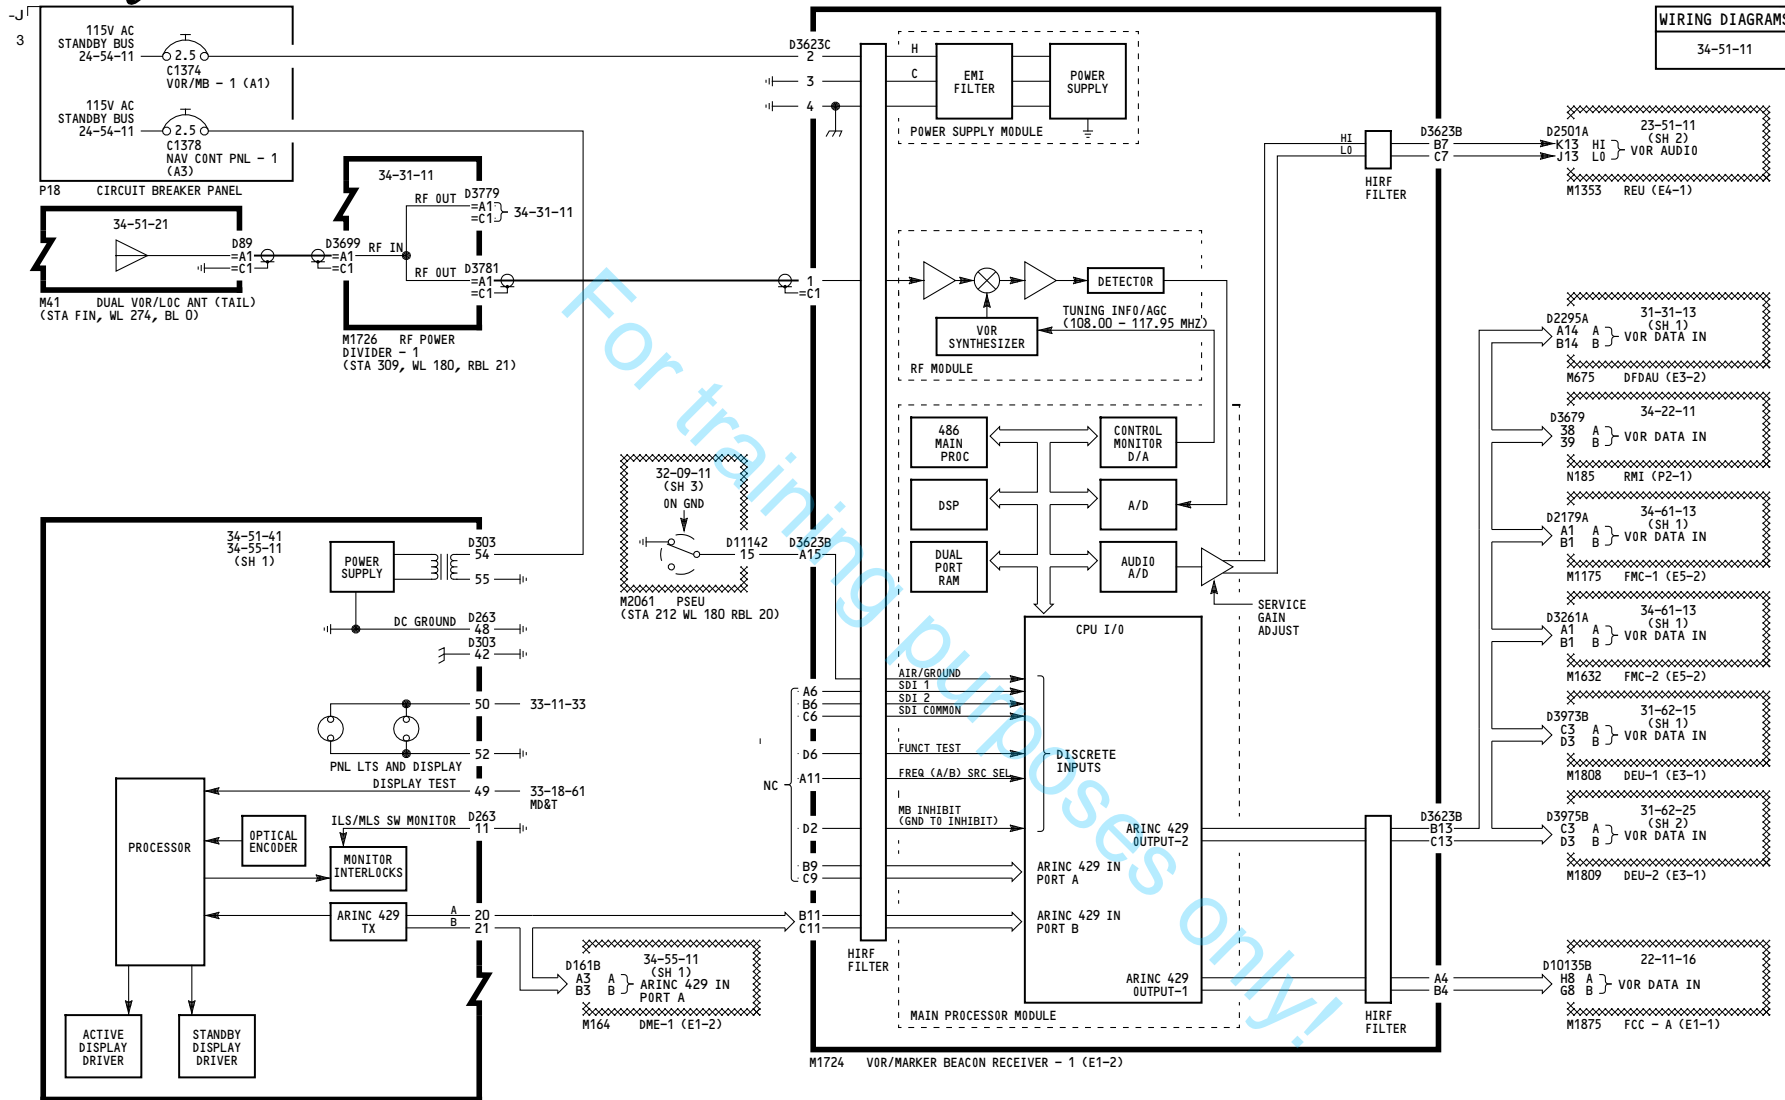 -J
3
115V AC
STANDBY BUS
24-54-11
2.5
C1374
VOR/MB - 1 (A1)
115V AC
STANDBY BUS
24-54-11
2.5
C1378
NAV CONT PNL - 1
(A3)
P18 CIRCUIT BREAKER PANEL
34-51-21
D89
=A1
=C1
M41 DUAL VOR/LOC ANT (TAIL)
(STA FIN, WL 274, BL 0)
34-31-11
D3699
=A1
=C1
RF IN
RF OUT
D3779
=A1
=C1
34-31-11
RF OUT
D3781
=A1
=C1
M1726 RF POWER
DIVIDER - 1
(STA 309, WL 180, RBL 21)
D3623C
2
3
4
1
=C1
H
C
EMI
FILTER
POWER
SUPPLY
POWER SUPPLY MODULE
DETECTOR
TUNING INFO/AGC
(108.00 - 117.95 MHZ)
VOR
SYNTHESIZER
RF MODULE
486
MAIN
PROC
DSP
DUAL
PORT
RAM
CONTROL
MONITOR
D/A
A/D
AUDIO
A/D
SERVICE
GAIN
ADJUST
32-09-11
(SH 3)
ON GND
D11142
15
D3623B
A15
M2061 PSEU
(STA 212 WL 180 RBL 20)
34-51-41
34-55-11
(SH 1)
POWER
SUPPLY
D303
54
55
DC GROUND
D263
48
D303
42
50
33-11-33
52
PNL LTS AND DISPLAY
DISPLAY TEST
49
33-18-61
MD&T
ILS/MLS SW MONITOR
D263
11
PROCESSOR
OPTICAL
ENCODER
MONITOR
INTERLOCKS
ARINC 429
TX
A 20
B 21
ACTIVE
DISPLAY
DRIVER
STANDBY
DISPLAY
DRIVER
D161B
A3 A
B3 B
34-55-11
(SH 1)
ARINC 429 IN
PORT A
M164 DME-1 (E1-2)
NC
A6
B6
C6
D6
A11
D2
B9
C9
B11
C11
HIRF
FILTER
CPU I/O
AIR/GROUND
SDI 1
SDI 2
SDI COMMON
FUNCT TEST
FREQ (A/B) SRC SEL
MB INHIBIT
(GND TO INHIBIT)
DISCRETE
INPUTS
ARINC 429 IN
PORT A
ARINC 429 IN
PORT B
ARINC 429
OUTPUT-2
ARINC 429
OUTPUT-1
MAIN PROCESSOR MODULE
M1724 VOR/MARKER BEACON RECEIVER - 1 (E1-2)
HI
LO
HIRF
FILTER
D3623B
B7
C7
D3623B
B13
C13
A4
B4
HIRF
FILTER
WIRING DIAGRAMS
34-51-11
D2501A
K13 HI
J13 LO
23-51-11
(SH 2)
VOR AUDIO
M1353 REU (E4-1)
D2295A
A14 A
B14 B
31-31-13
(SH 1)
VOR DATA IN
M675 DFDAU (E3-2)
D3679
38 A
39 B
34-22-11
VOR DATA IN
N185 RMI (P2-1)
D2179A
A1 A
B1 B
34-61-13
(SH 1)
VOR DATA IN
M1175 FMC-1 (E5-2)
D3261A
A1 A
B1 B
34-61-13
(SH 1)
VOR DATA IN
M1632 FMC-2 (E5-2)
D3973B
C3 A
D3 B
31-62-15
(SH 1)
VOR DATA IN
M1808 DEU-1 (E3-1)
D3975B
C3 A
D3 B
31-62-25
(SH 2)
VOR DATA IN
M1809 DEU-2 (E3-1)
D10135B
H8 A
G8 B
22-11-16
VOR DATA IN
M1875 FCC - A (E1-1)
For training purposes only!